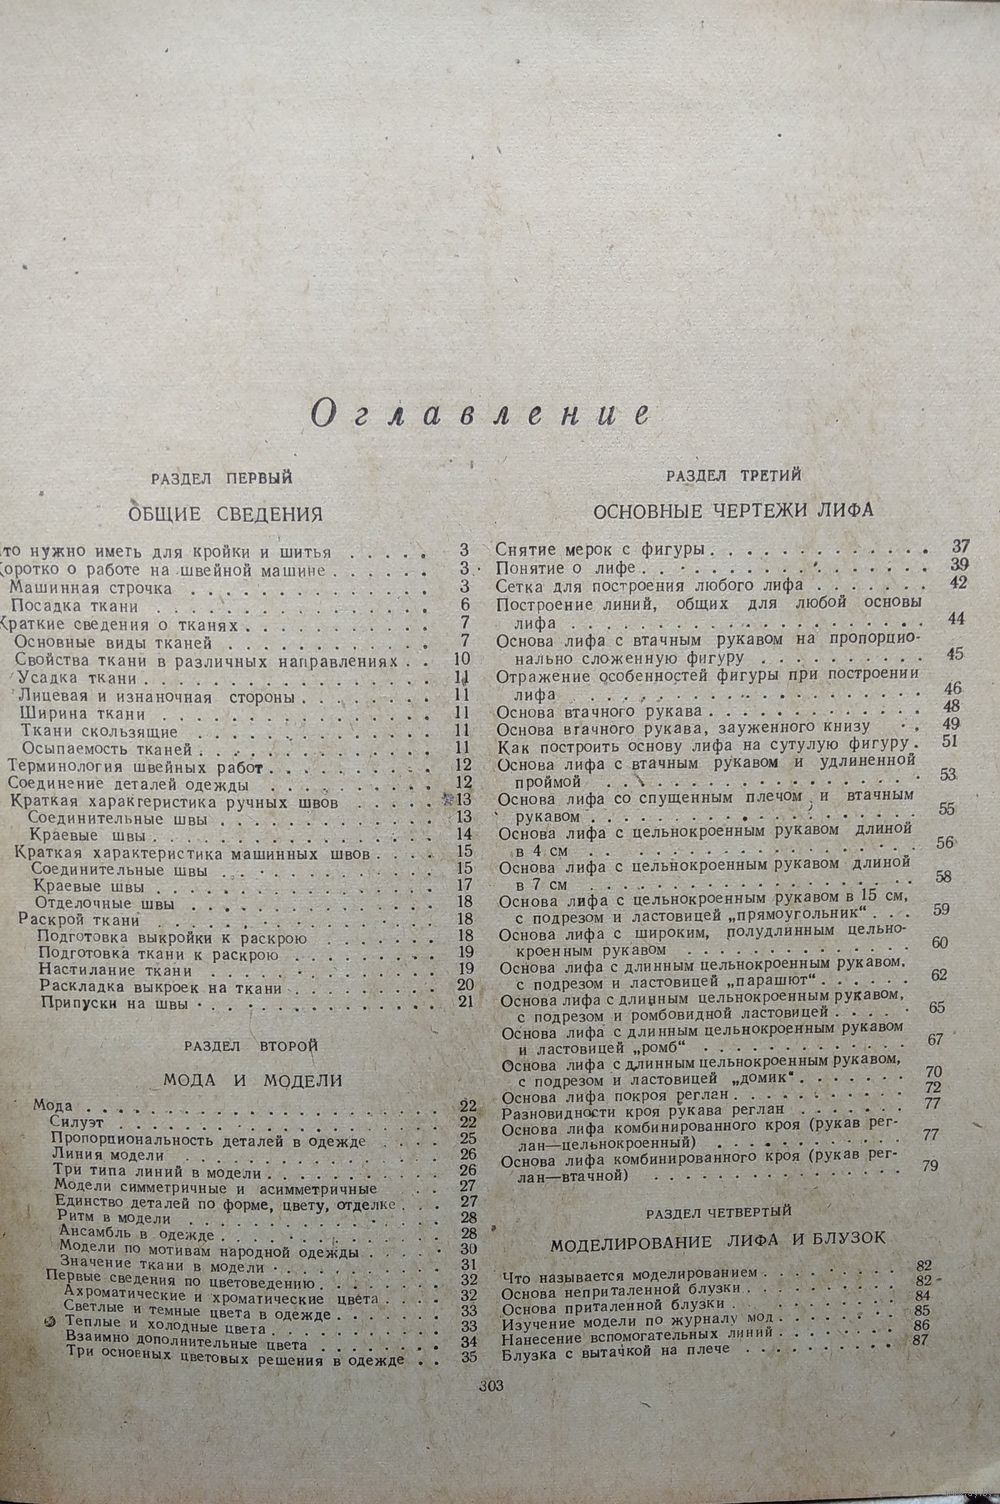 Оглавление
РАЗДЕЛ ПЕРВЫЙ
ОБЩИЕ СВЕДЕНИЯ
то нужно иметь для кройки и шитья . . . . . 3
оротко о работе на швейной машине . . . . . . 3
Машинная строчка . . . . . . . . . . . . . 3
Посадка ткани . . . . . . . . . . . . . . . 6
Краткие сведения о тканях . . . . . . . . . . 7
Основные виды тканей . . . . . . . . . . . 7
Свойства ткани в различных направлениях . . 10
Усадка ткани . . . . . . . . . . . . . . . . 11
Лицевая и изнаночная стороны . . . . . . . 11
Ширина ткани . . . . . . . . . . . . . . . 11
Ткани скользящие . . . . . . . . . . . . . 11
Осыпаемость тканей . . . . . . . . . . . . . 11
Терминология швейных работ . . . . . . . . . 12
Соединение деталей одежды . . . . . . . . . . 12
Краткая характеристика ручных швов . . . . . 13
Соединительные швы . . . . . . . . . . . . 13
Краевые швы . . . . . . . . . . . . . . . . 14
Краткая характеристика машинных швов . . . . 15
Соединительные швы . . . . . . . . . . . . 15
Краевые швы . . . . . . . . . . . . . . . . 17
Отделочные швы . . . . . . . . . . . . . . 18
Раскрой ткани . . . . . . . . . . . . . . . . 18
Подготовка выкройки к раскрою . . . . . . . 18
Подготовка ткани к раскрою . . . . . . . . . 19
Настилание ткани . . . . . . . . . . . . . 19
Раскладка выкроек на ткани . . . . . . . . . 20
Припуски на швы . . . . . . . . . . . . . . 21
РАЗДЕЛ ВТОРОЙ
МОДА И МОДЕЛИ
Мода . . . . . . . . . . . . . . . . . . . . 22
Силуэт . . . . . . . . . . . . . . . . . . 22
Пропорциональность деталей в одежде . . . . 25
Линия модели . . . . . . . . . . . . . . . 26
Три типа линий в модели . . . . . . . . . . 26
Модели симметричные и асимметричные . . . 27
Единство деталей по форме, цвету, отделке . . . 27
Ритм в модели . . . . . . . . . . . . . . . 28
Ансамбль в одежде . . . . . . . . . . . . . 28
Модели по мотивам народной одежды . . . . . 30
Значение ткани в модели . . . . . . . . . . 31
Первые сведения по цветоведению . . . . . . . 32
Ахроматические и хроматические цвета . . . . 32
Светлые и темные цвета в одежде . . . . . . 33
Теплые и холодные цвета . . . . . . . . . . 33
Взаимно дополнительные цвета . . . . . . . 34
Три основных цветовых решения в одежде . . 35
РАЗДЕЛ ТРЕТИЙ
ОСНОВНЫЕ ЧЕРТЕЖИ ЛИФА
Снятие мерок с фигуры . . . . . . . . . . . . 37
Понятие о лифе . . . . . . . . . . . . . . . 39
Сетка для построения любого лифа . . . . . . . 42
Построение линий, общих для любой основы
лифа . . . . . . . . . . . . . . . . . . . 44
Основа лифа с втачным рукавом на пропорцио-
нально сложенную фигуру . . . . . . . . . 45
Отражение особенностей фигуры при построении
лифа . . . . . . . . . . . . . . . . . . . 46
Основа втачного рукава . . . . . . . . . . . . 48
Основа втачного рукава, зауженного книзу . . 49
Как построить основу лифа на сутулую фигуру . 51
Основа лифа с втачным рукавом и удлиненной
проймой . . . . . . . . . . . . . . . . . 53
Основа лифа со спущенным плечом и втачным
рукавом . . . . . . . . . . . . . . . . . 55
Основа лифа с цельнокроенным рукавом длиной
в 4 см . . . . . . . . . . . . . . . . . . 56
Основа лифа с цельнокроенным рукавом длиной
в 7 см . . . . . . . . . . . . . . . . . . 58
Основа лифа с цельнокроенным рукавом в 15 см,
с подрезом и ластовицей „прямоугольник“ . . . 59
Основа лифа с широким, полудлинным цельно-
кроенным рукавом . . . . . . . . . . . . 60
Основа лифа с длинным цельнокроенным рукавом,
с подрезом и ластовицей „парашют“ . . . . . . 62
Основа лифа с длинным цельнокроенным рукавом,
с подрезом и ромбовидной ластовицей . . . . . 65
Основа лифа с длинным цельнокроенным рукавом
и ластовицей „ромб“ . . . . . . . . . . . . 67
Основа лифа с длинным цельнокроенным рукавом,
с подрезом и ластовицей „домик“ . . . . . . . 70
Основа лифа покроя реглан . . . . . . . . . . 72
Разновидности кроя рукава реглан . . . . . . . 77
Основа лифа комбинированного кроя (рукав рег-
лан—цельнокроенный) . . . . . . . . . . . 77
Основа лифа комбинированного кроя (рукав рег-
лан—втачной) . . . . . . . . . . . . . . 79
РАЗДЕЛ ЧЕТВЕРТЫЙ
МОДЕЛИРОВАНИЕ ЛИФА И БЛУЗОК
Что называется моделированием . . . . . . . . 82
Основа неприталенной блузки . . . . . . . . . 82
Основа приталенной блузки . . . . . . . . . . 84
Изучение модели по журналу мод . . . . . . . 85
Нанесение вспомогательных линий . . . . . . . 86
Блузка с вытачкой на плече . . . . . . . . . . 87
303